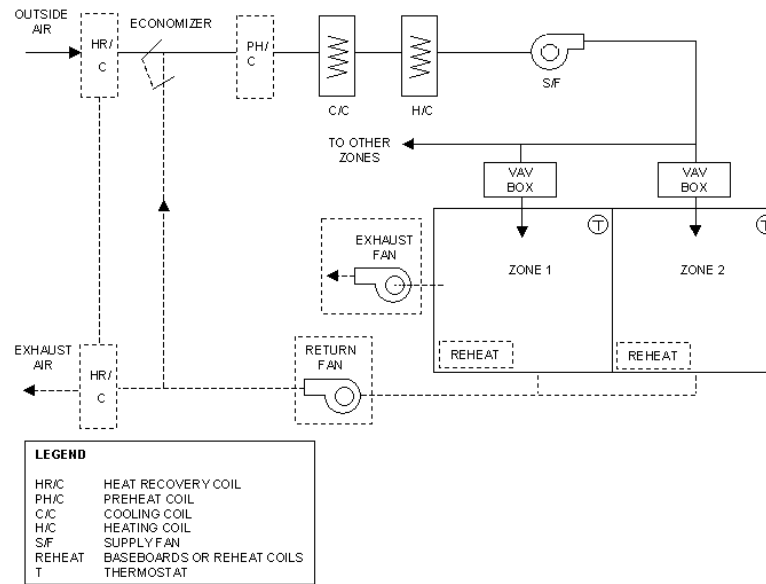 OUTSIDE
AIR
ECONOMIZER
HR/
C
PH/
C
C/C
H/C
S/F
TO OTHER
ZONES
VAV
BOX
VAV
BOX
EXHAUST
FAN
T
T
ZONE 1
ZONE 2
EXHAUST
AIR
HR/
C
RETURN
FAN
REHEAT
REHEAT
LEGEND
HR/C HEAT RECOVERY COIL
PH/C PREHEAT COIL
C/C COOLING COIL
H/C HEATING COIL
S/F SUPPLY FAN
REHEAT BASEBOARDS OR REHEAT COILS
T THERMOSTAT